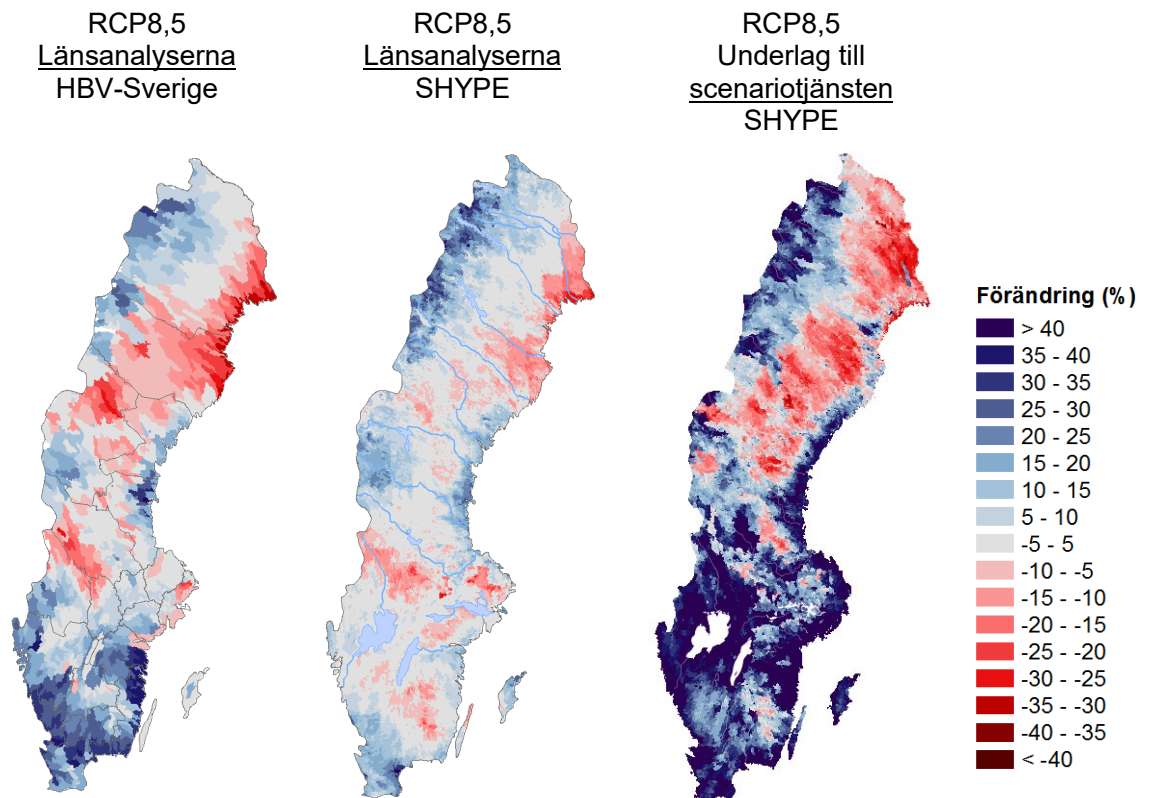 RCP8,5
Länsanalyserna
HBV-Sverige
RCP8,5
Länsanalyserna
SHYPE
RCP8,5
Underlag till
scenariotjänsten
SHYPE
Förändring (%)
> 40
35 - 40
30 - 35
25 - 30
20 - 25
15 - 20
10 - 15
5 - 10
-5 - 5
-10 - -5
-15 - -10
-20 - -15
-25 - -20
-30 - -25
-35 - -30
-40 - -35
< -40